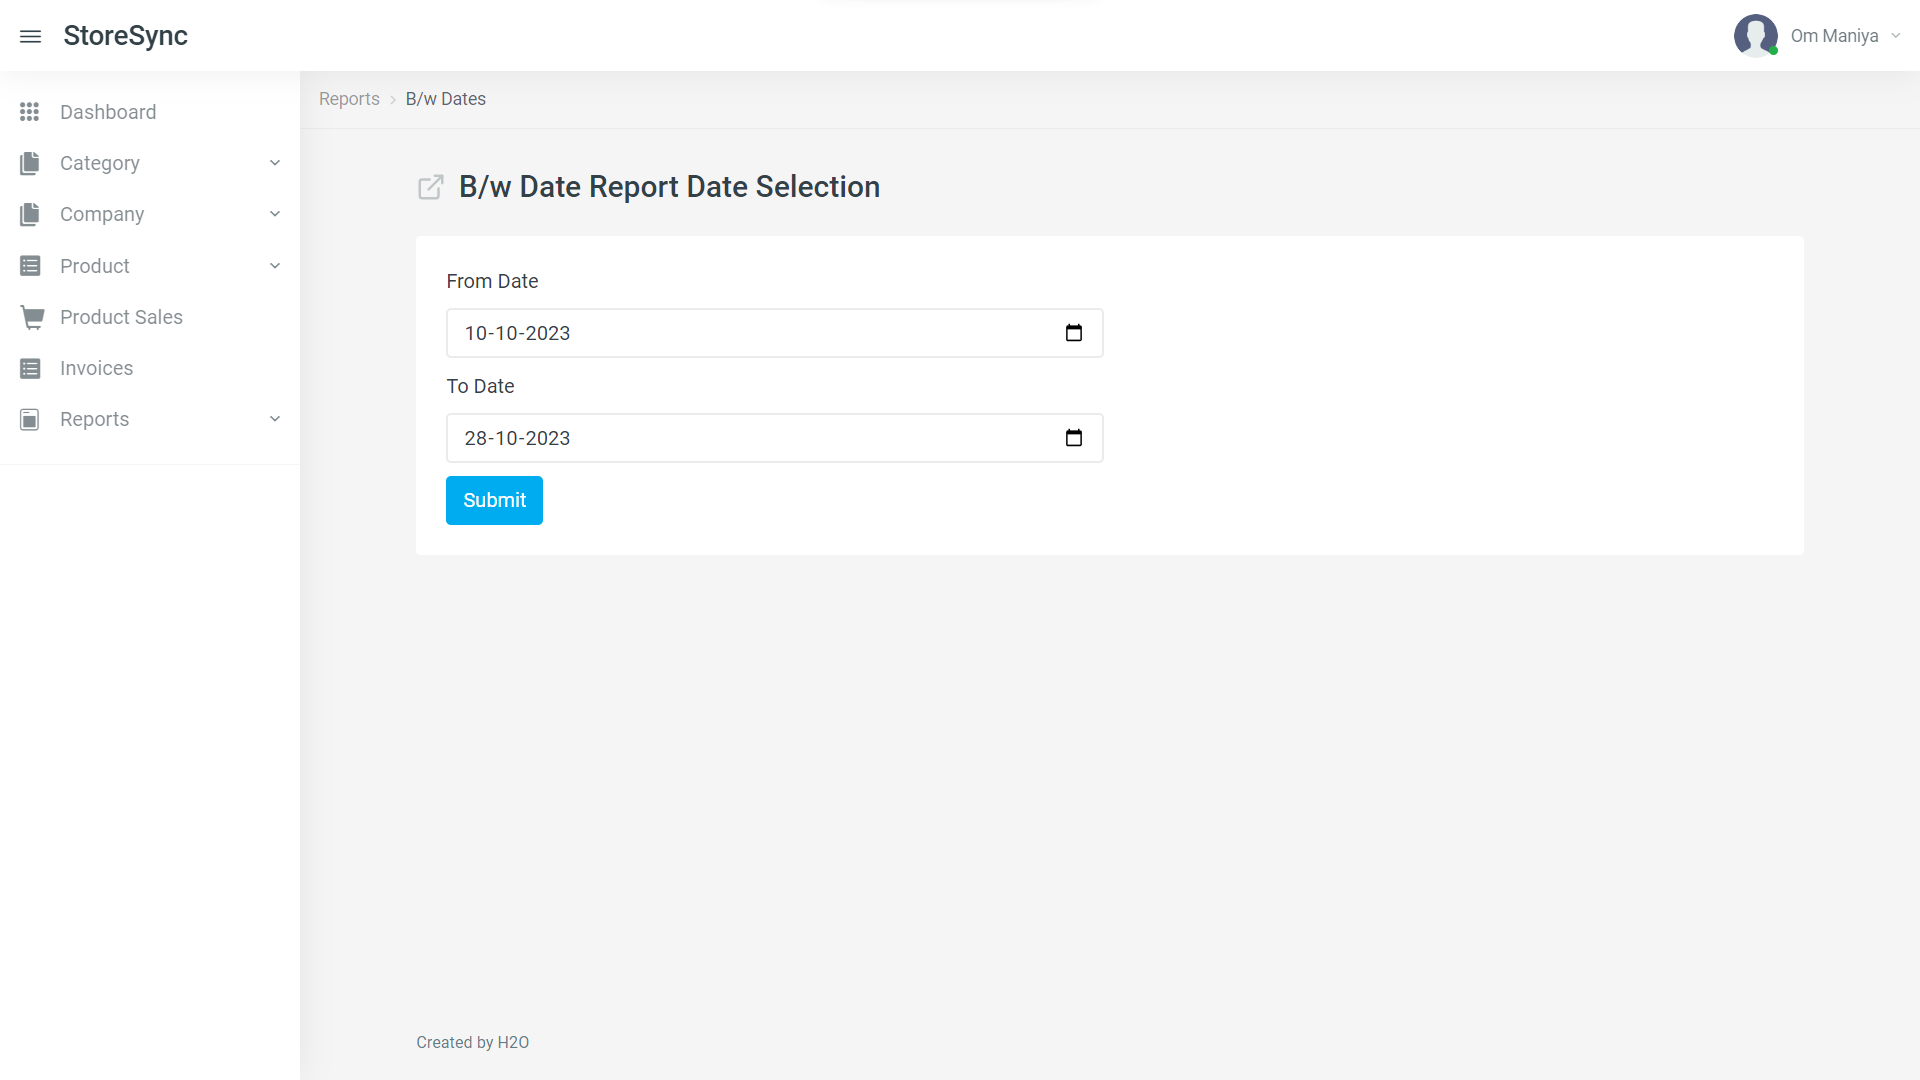 StoreSync
Om Maniya
Dashboard
Category
Company
Product
Product Sales
Invoices
Reports
Reports › B/w Dates
B/w Date Report Date Selection
From Date
10-10-2023
To Date
28-10-2023
Submit
Created by H2O